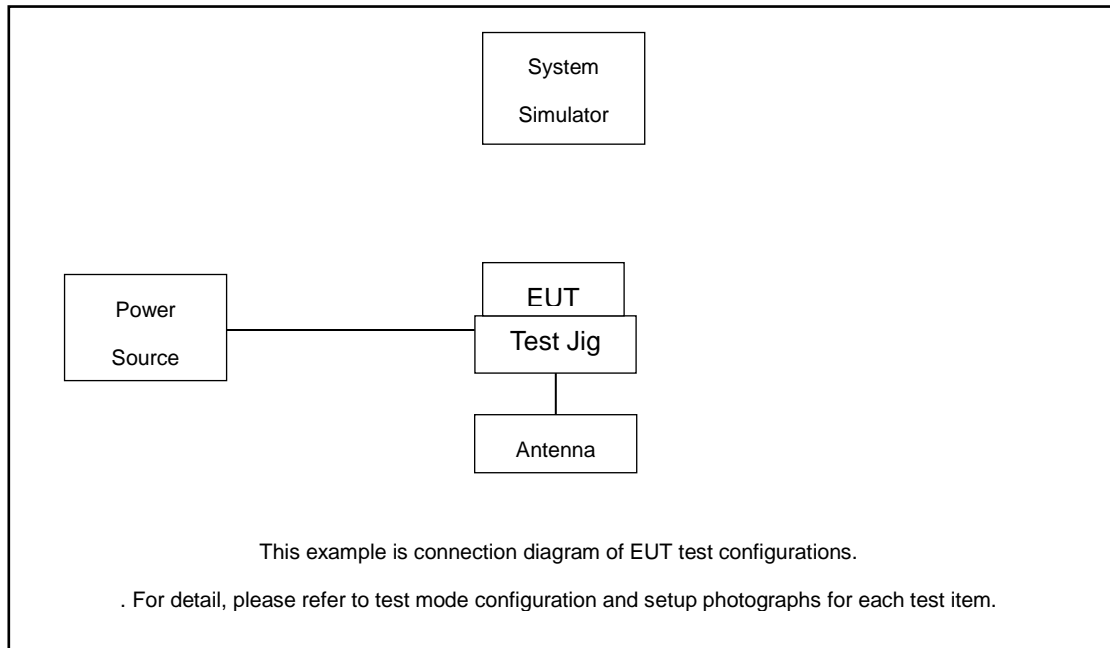 System
Simulator
Power
Source
EUT
Test Jig
Antenna
This example is connection diagram of EUT test configurations.
. For detail, please refer to test mode configuration and setup photographs for each test item.